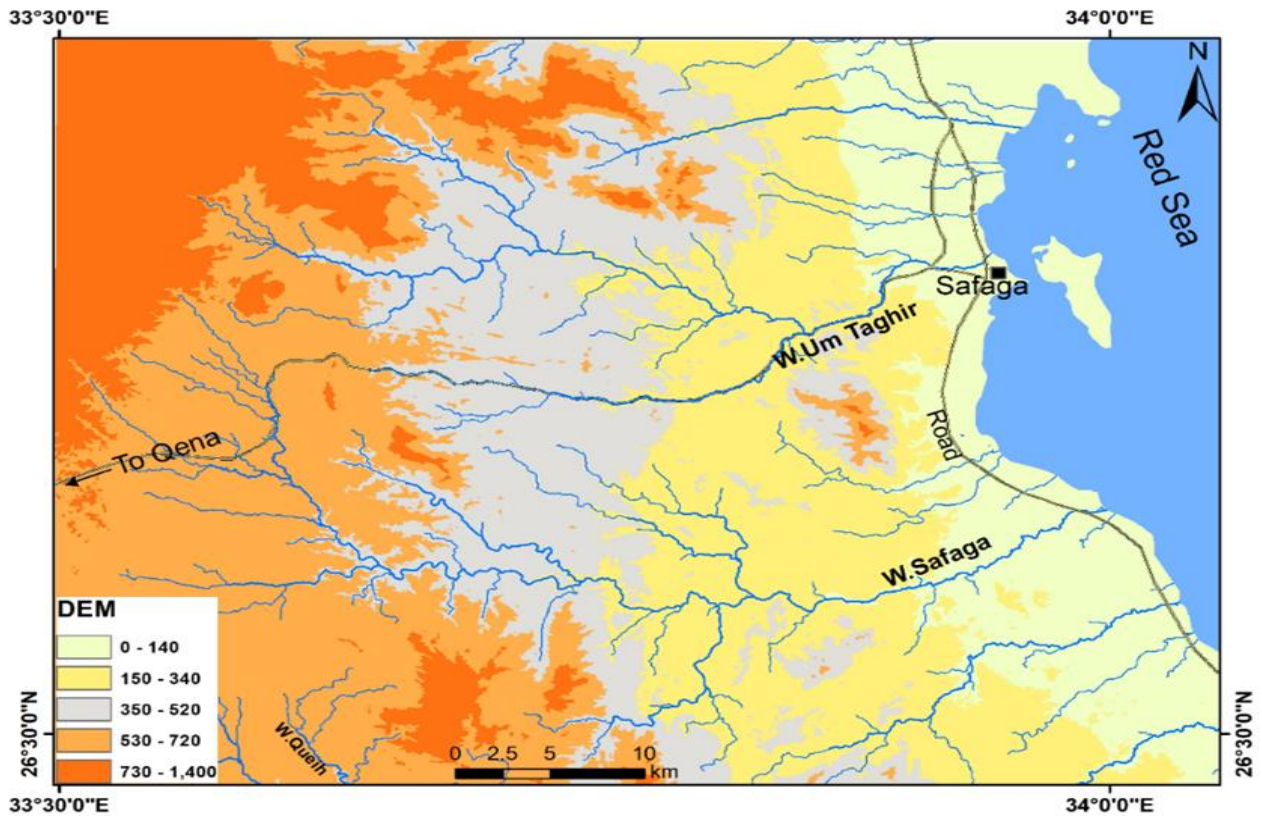 33°30'0"E
34°0'0"E
N
Red Sea
Safaga
W.Um Taghir
Road
To Qena
W.Safaga
DEM
0 - 140
150 - 340
350 - 520
530 - 720
730 - 1,400
W.Queih
0 2.5 5 10
km
26°30'0"N
26°30'0"N
33°30'0"E
34°0'0"E